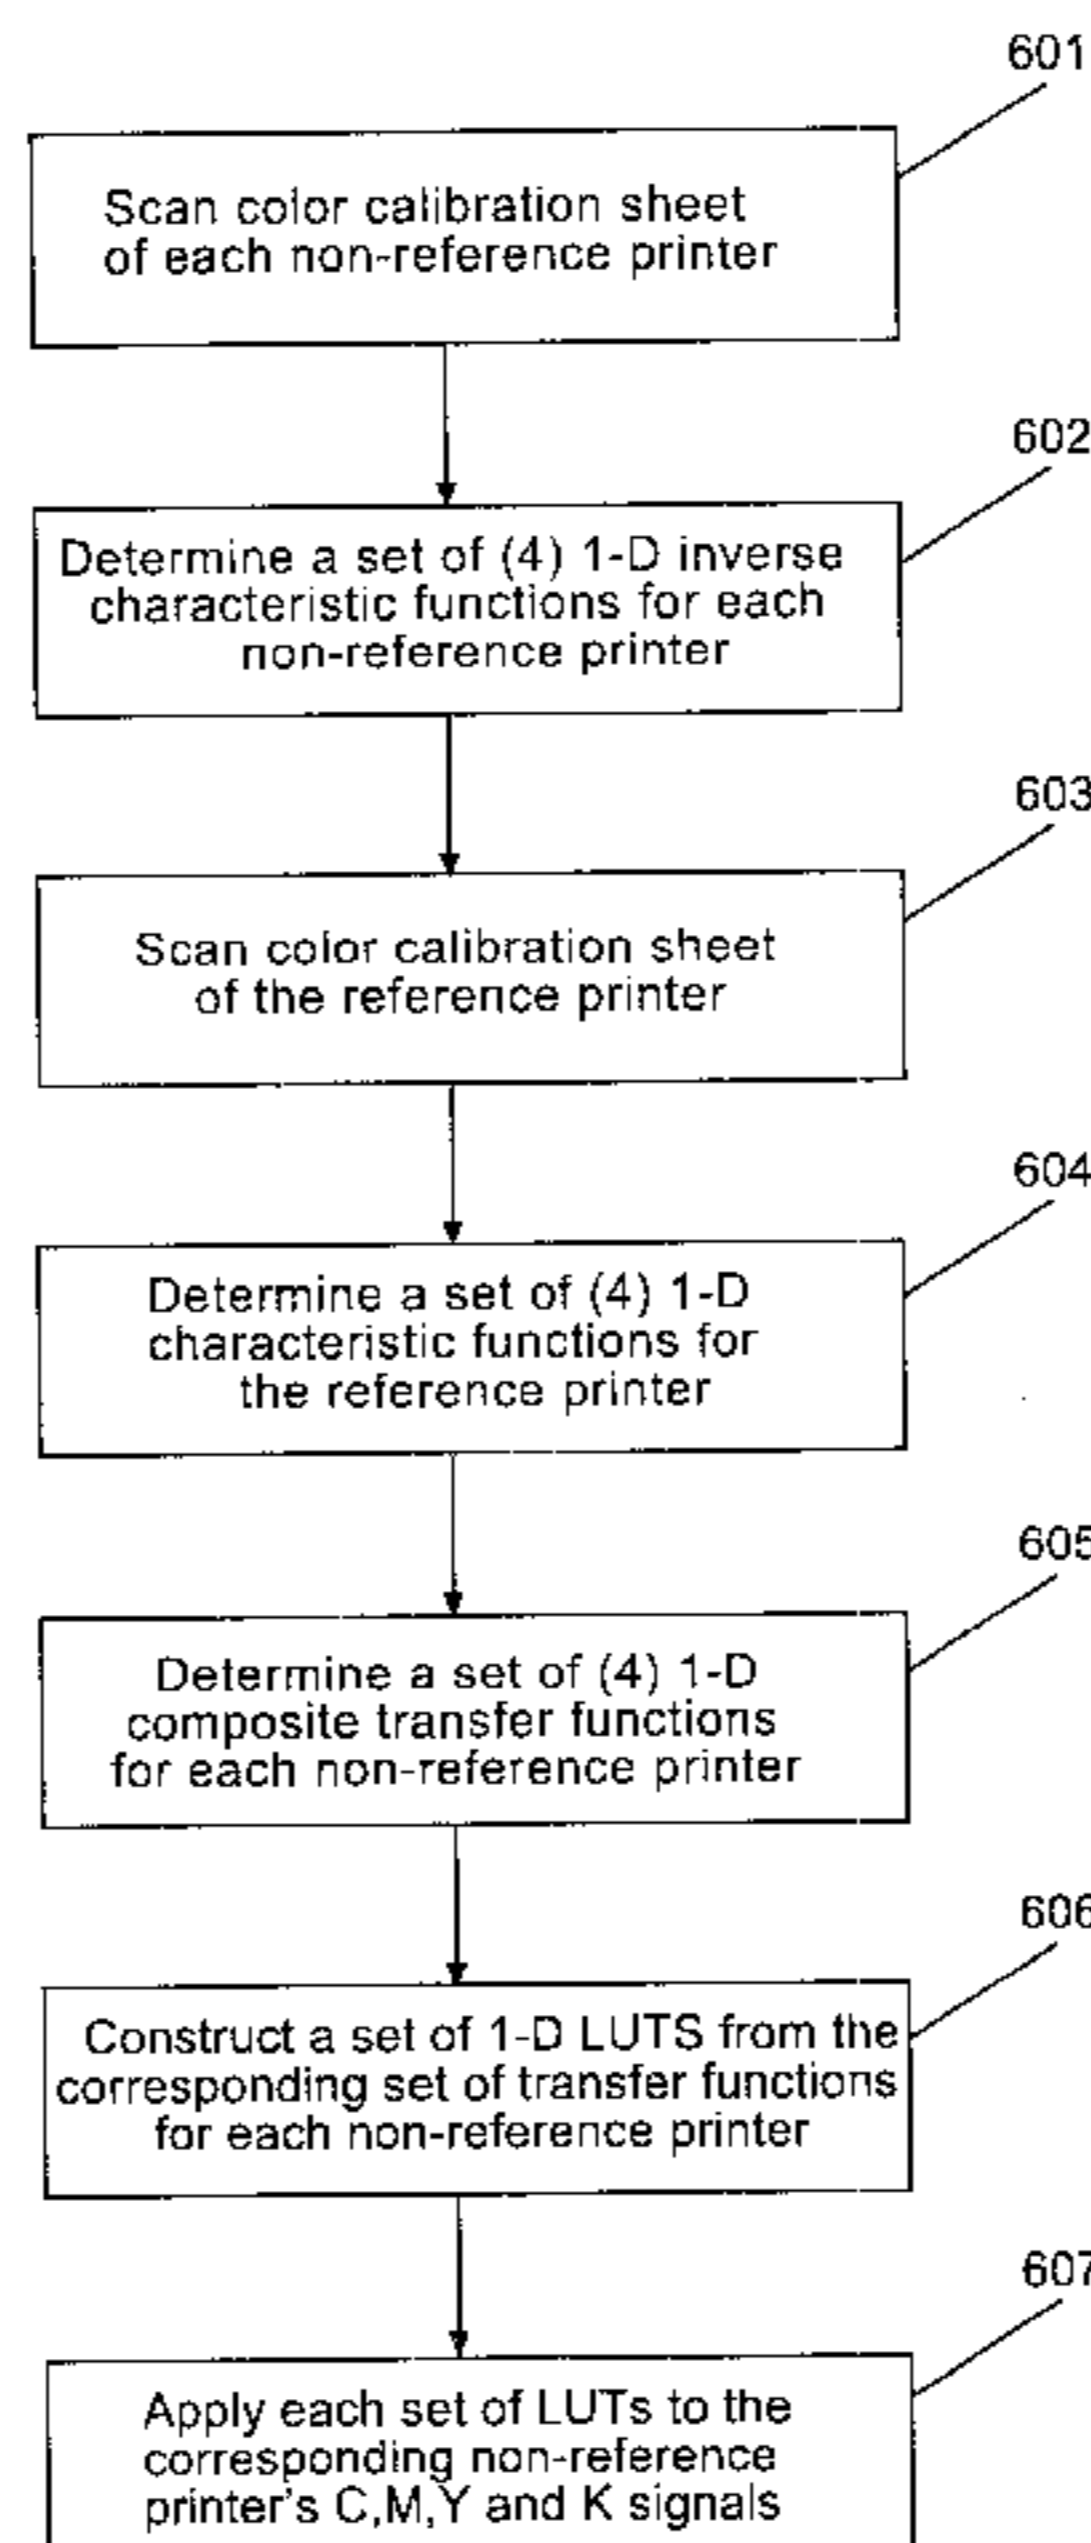 601
Scan color calibration sheet
of each non-reference printer
602
Determine a set of (4) 1-D inverse
characteristic functions for each
non-reference printer
603
Scan color calibration sheet
of the reference printer
604
Determine a set of (4) 1-D
characteristic functions for
the reference printer
605
Determine a set of (4) 1-D
composite transfer functions
for each non-reference printer
606
Construct a set of 1-D LUTS from the
corresponding set of transfer functions
for each non-reference printer
607
Apply each set of LUTs to the
corresponding non-reference
printer's C,M,Y and K signals